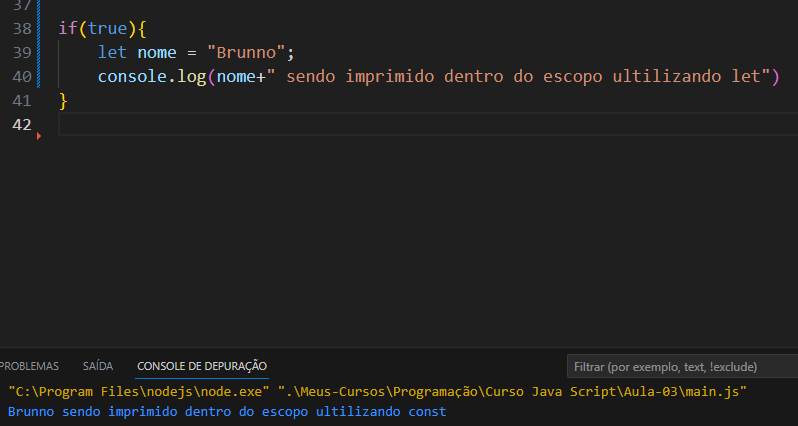 37
38 if(true){
39 let nome = "Brunno";
40 console.log(nome+" sendo imprimido dentro do escopo ultilizando let")
41 }
42
PROBLEMAS SAÍDA CONSOLE DE DEPURAÇÃO Filtrar (por exemplo, text, !exclude)
"C:\Program Files\nodejs\node.exe" ".\Meus-Cursos\Programação\Curso Java Script\Aula-03\main.js"
Brunno sendo imprimido dentro do escopo ultilizando const